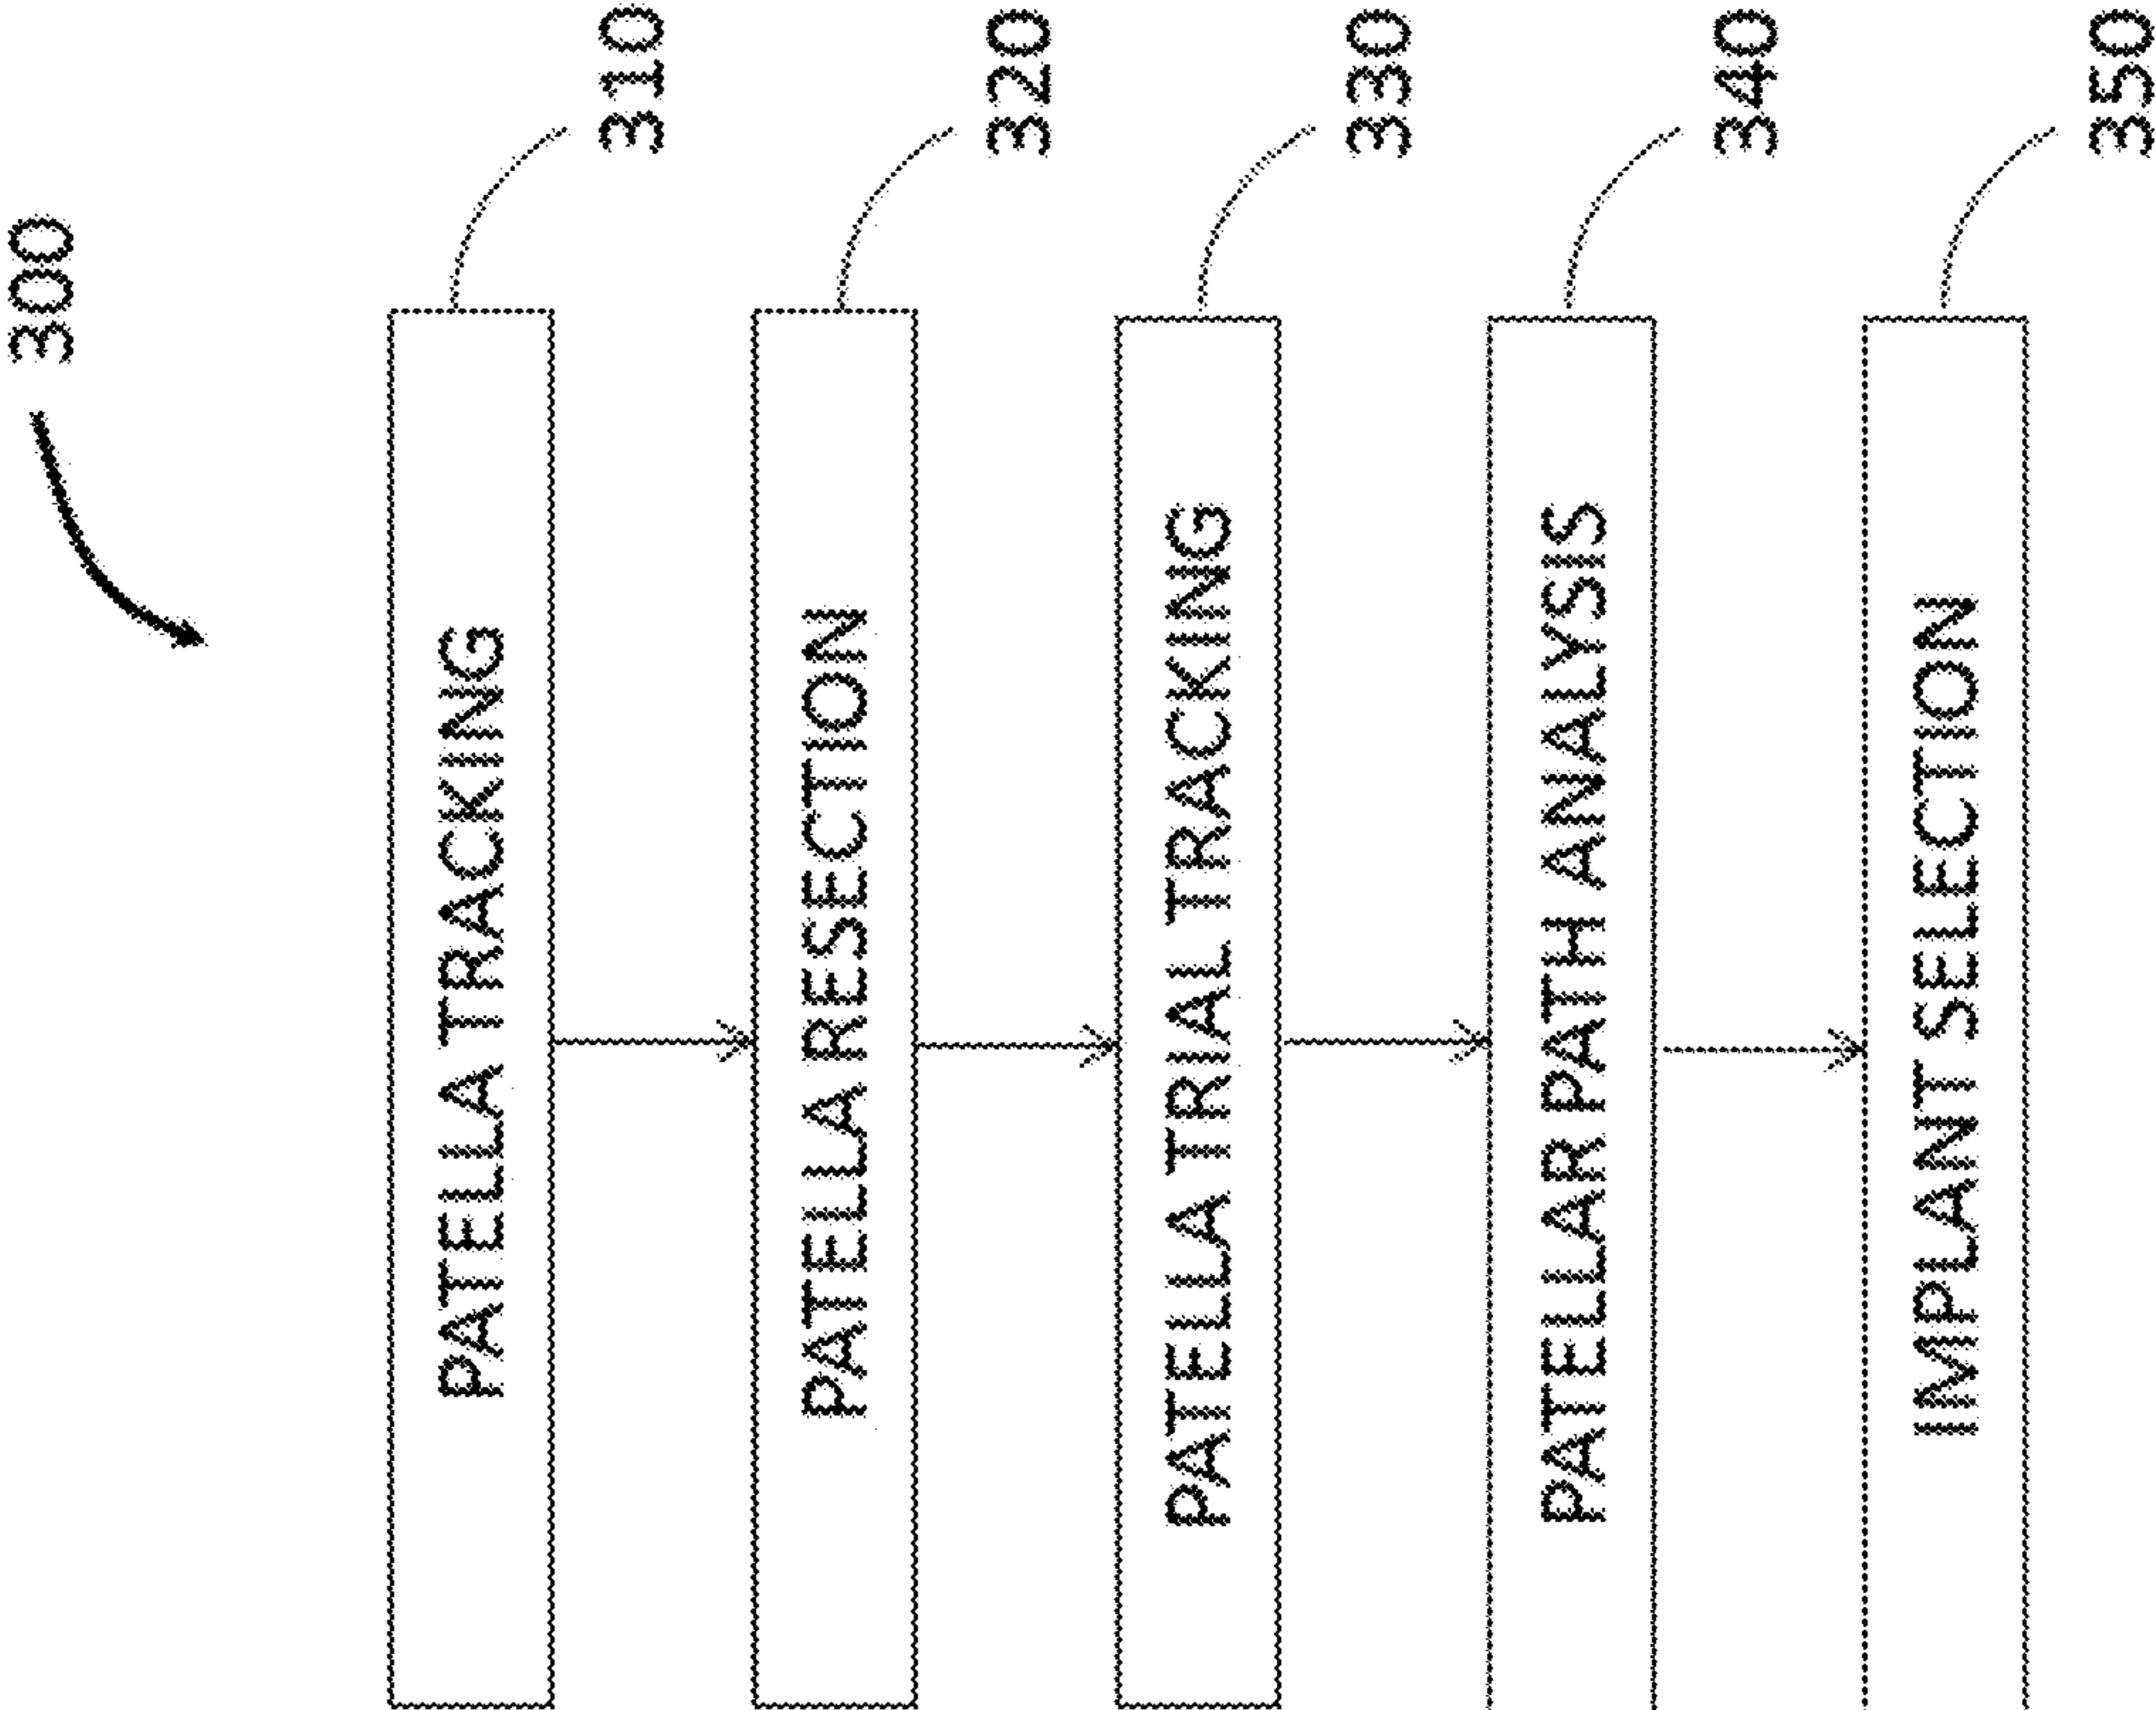 300
PATELLA TRACKING
310
PATELLA RESECTION
320
PATELLA TRIAL TRACKING
330
PATELLAR PATH ANALYSIS
340
IMPLANT SELECTION
350